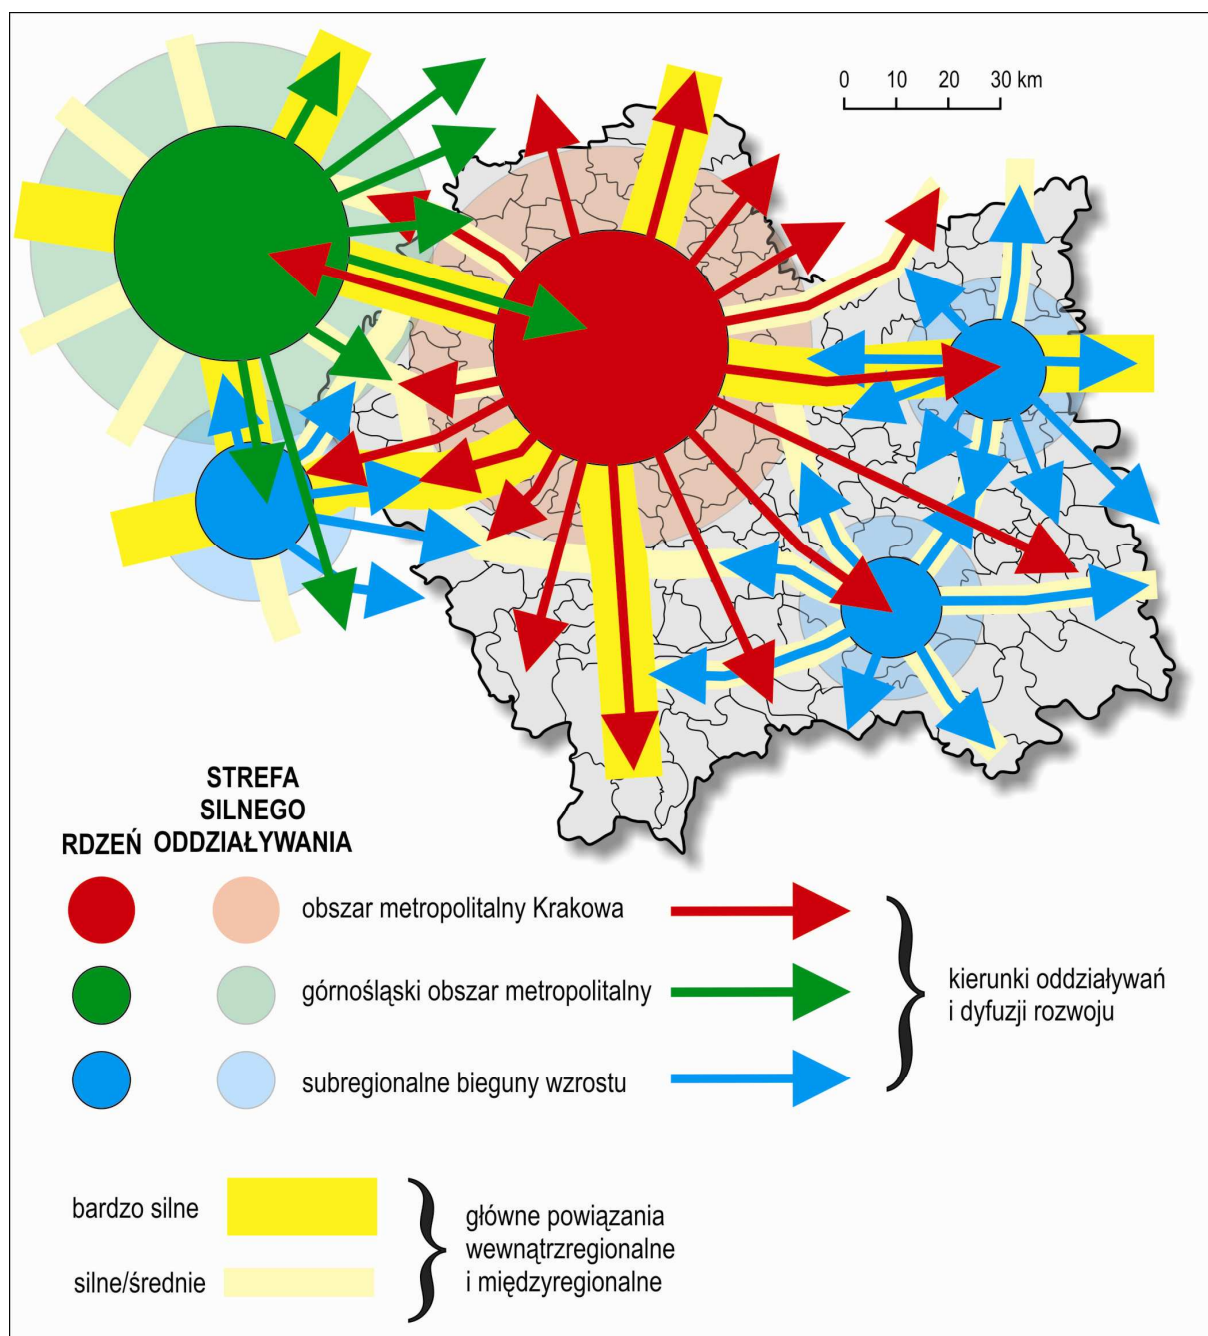 0 10 20 30 km
STREFA
SILNEGO
RDZEŃ ODDZIAŁYWANIA
obszar metropolitalny Krakowa
górnośląski obszar metropolitalny
subregionalne bieguny wzrostu
kierunki oddziaływań
i dyfuzji rozwoju
bardzo silne
silne/średnie
główne powiązania
wewnątrzregionalne
i międzyregionalne